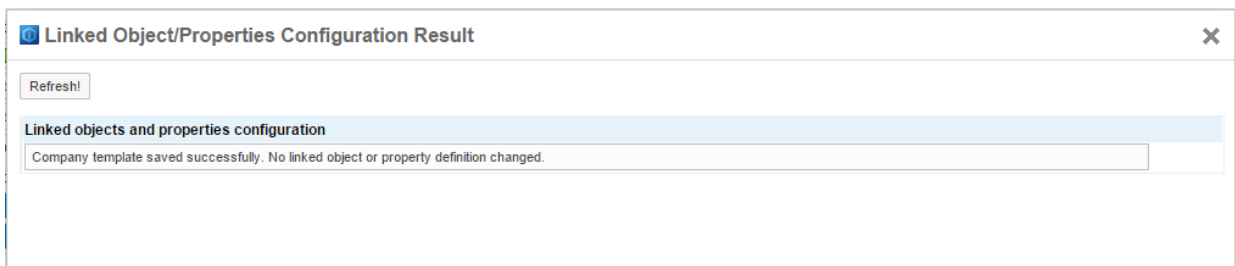 Linked Object/Properties Configuration Result
Refresh!
Linked objects and properties configuration
Company template saved successfully. No linked object or property definition changed.